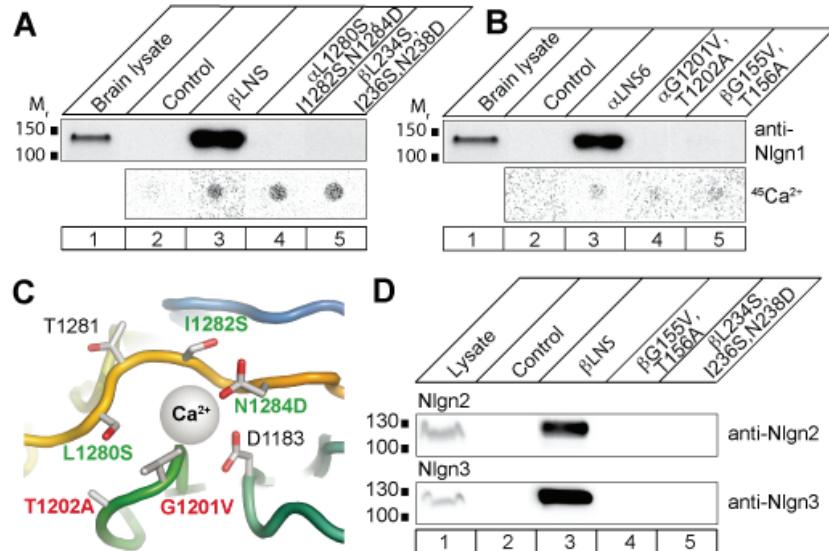 A
Brain lysate
Control
βLNS
αL1280S
I1282S,N1284D
βL234S,
I236S,N238D
Mr
150
100
1 2 3 4 5
B
Brain lysate
Control
αLNS6
αG1201V,
T1202A
βG155V,
T156A
Mr
150
100
anti-
Nlgn1
45Ca2+
1 2 3 4 5
C
T1281
I1282S
Ca2+
N1284D
L1280S
D1183
T1202A
G1201V
D
Lysate
Control
βLNS
βG155V,
T156A
βL234S,
I236S,N238D
Nlgn2
130
100
anti-Nlgn2
Nlgn3
130
100
anti-Nlgn3
1 2 3 4 5